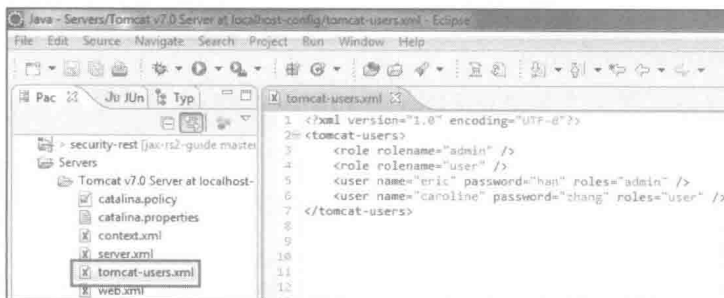 Java - Servers/Tomcat v7.0 Server at localhost-config/tomcat-users.xml - Eclipse
File Edit Source Navigate Search Project Run Window Help
Pac Ju JUn Typ
tomcat-users.xml
> security-rest [jax-rs2-guide master
Servers
Tomcat v7.0 Server at localhost-
catalina.policy
catalina.properties
context.xml
server.xml
tomcat-users.xml
web.xml
1 <?xml version="1.0" encoding="UTF-8"?>
2 <tomcat-users>
3 <role rolename="admin" />
4 <role rolename="user" />
5 <user name="eric" password="han" roles="admin" />
6 <user name="caroline" password="zhang" roles="user" />
7 </tomcat-users>
8
9
10
11
12